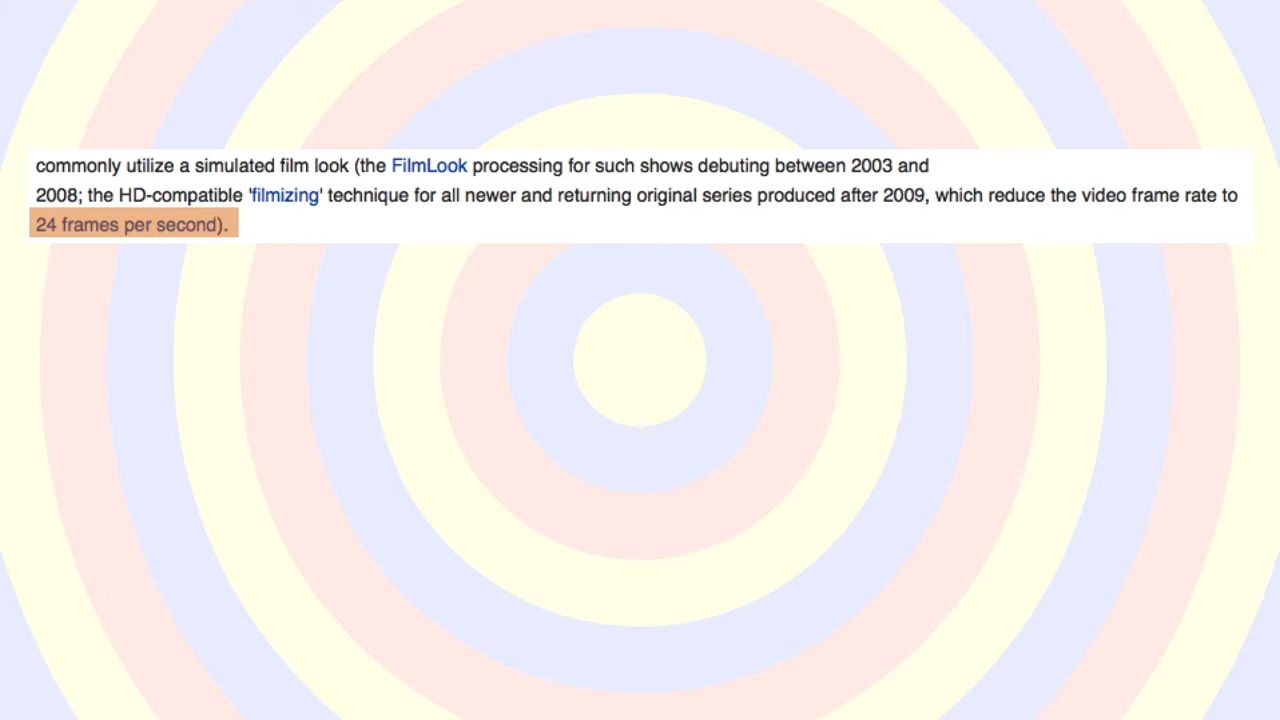 commonly utilize a simulated film look (the FilmLook processing for such shows debuting between 2003 and
2008; the HD-compatible 'filmizing' technique for all newer and returning original series produced after 2009, which reduce the video frame rate to
24 frames per second).